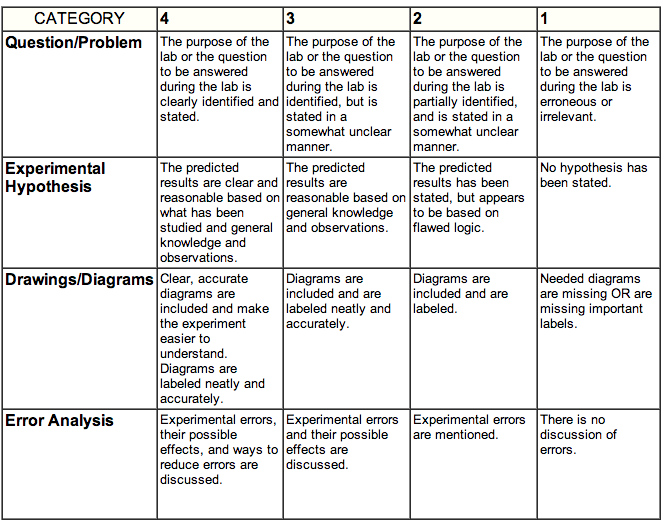 CATEGORY 4 3 2 1
Question/Problem
The purpose of the
lab or the question
to be answered
during the lab is
clearly identified and
stated.
The purpose of the
lab or the question
to be answered
during the lab is
identified, but is
stated in a
somewhat unclear
manner.
The purpose of the
lab or the question
to be answered
during the lab is
partially identified,
and is stated in a
somewhat unclear
manner.
The purpose of the
lab or the question
to be answered
during the lab is
erroneous or
irrelevant.
Experimental
Hypothesis
The predicted
results are clear and
reasonable based on
what has been
studied and general
knowledge and
observations.
The predicted
results are
reasonable based on
general knowledge
and observations.
The predicted
results has been
stated, but appears
to be based on
flawed logic.
No hypothesis has
been stated.
Drawings/Diagrams
Clear, accurate
diagrams are
included and make
the experiment
easier to
understand.
Diagrams are
labeled neatly and
accurately.
Diagrams are
included and are
labeled neatly and
accurately.
Diagrams are
included and are
labeled.
Needed diagrams
are missing OR are
missing important
labels.
Error Analysis
Experimental errors,
their possible
effects, and ways to
reduce errors are
discussed.
Experimental errors
and their possible
effects are
discussed.
Experimental errors
are mentioned.
There is no
discussion of
errors.